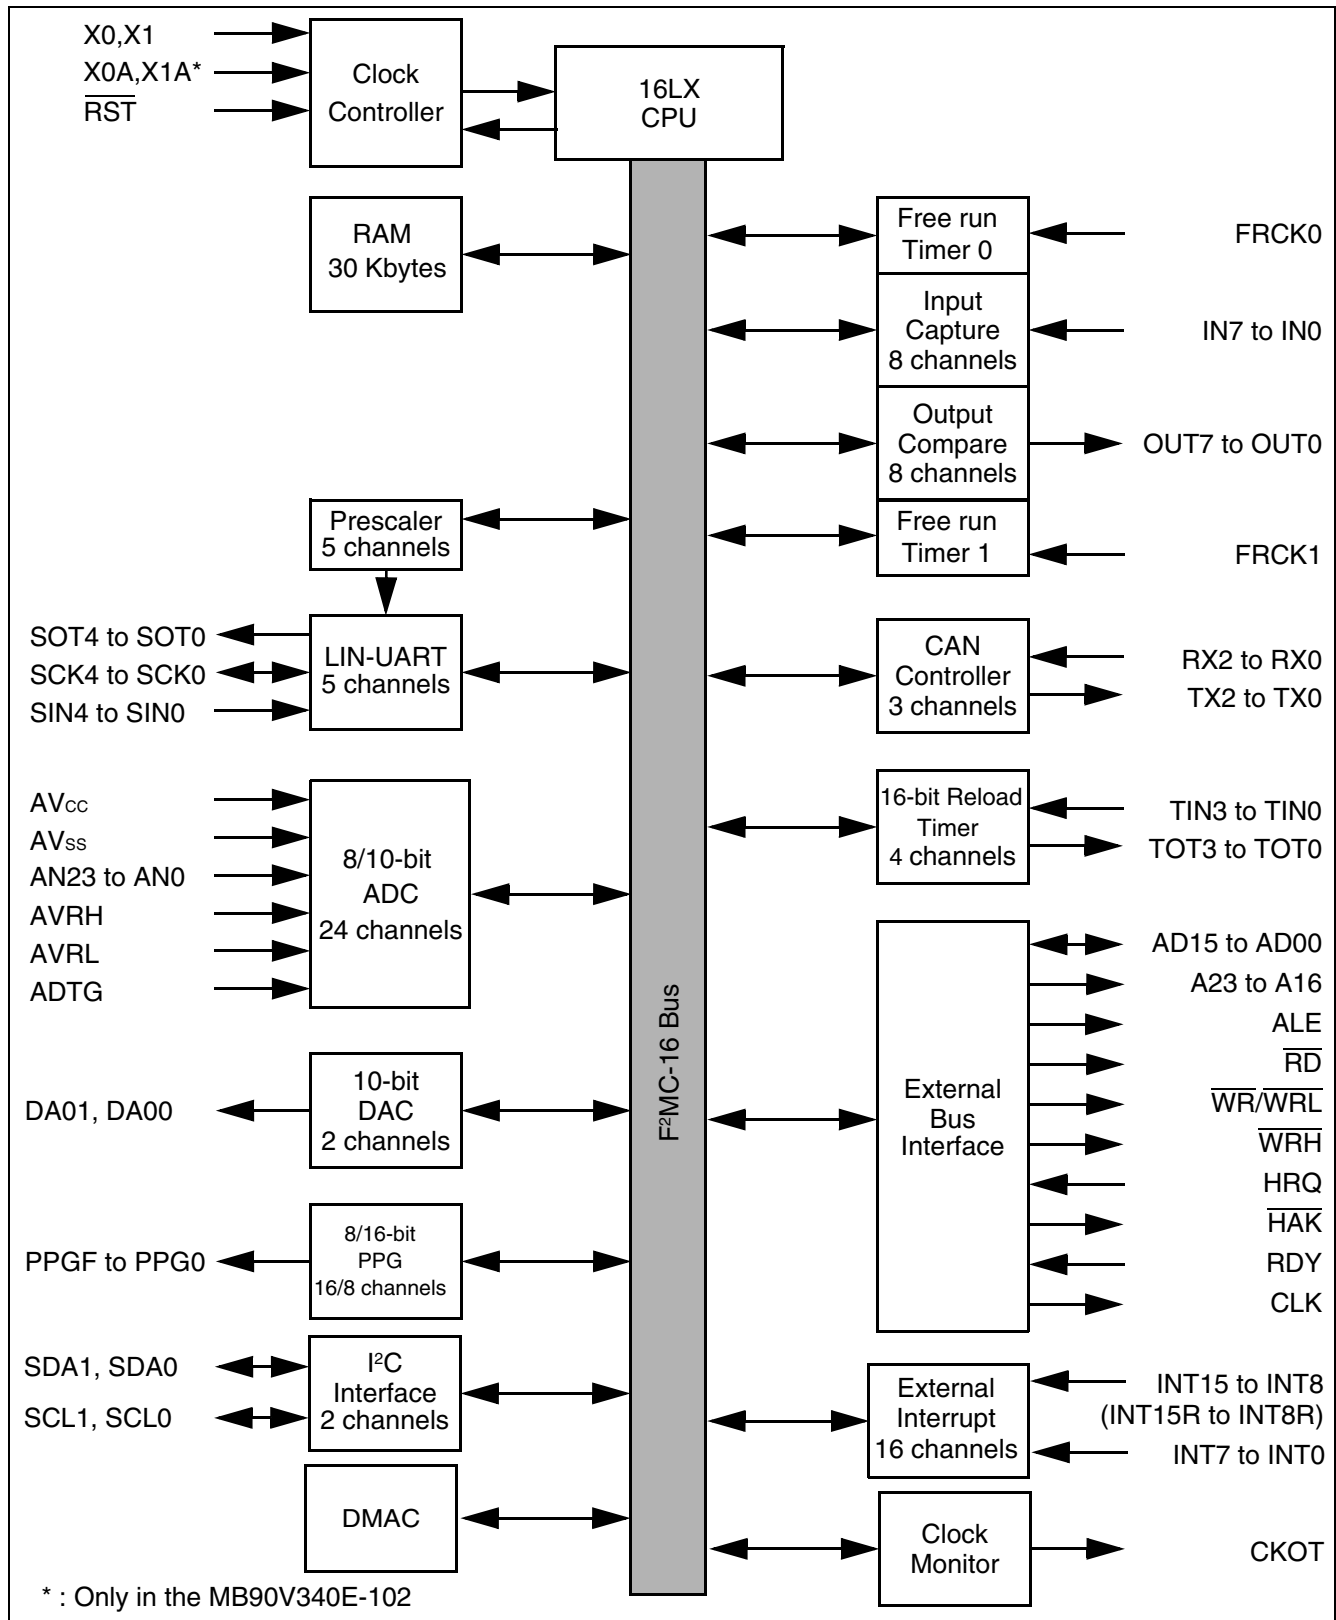 X0,X1
X0A,X1A*
RST
Clock
Controller
16LX
CPU
RAM
30 Kbytes
Free run
Timer 0
FRCK0
Input
Capture
8 channels
IN7 to IN0
Output
Compare
8 channels
OUT7 to OUT0
Free run
Timer 1
FRCK1
Prescaler
5 channels
SOT4 to SOT0
SCK4 to SCK0
SIN4 to SIN0
LIN-UART
5 channels
CAN
Controller
3 channels
RX2 to RX0
TX2 to TX0
AVCC
AVSS
AN23 to AN0
AVRH
AVRL
ADTG
8/10-bit
ADC
24 channels
16-bit Reload
Timer
4 channels
TIN3 to TIN0
TOT3 to TOT0
F²MC-16 Bus
External
Bus
Interface
AD15 to AD00
A23 to A16
ALE
RD
WR/WRL
WRH
HRQ
HAK
RDY
CLK
DA01, DA00
10-bit
DAC
2 channels
PPGF to PPG0
8/16-bit
PPG
16/8 channels
SDA1, SDA0
SCL1, SCL0
I²C
Interface
2 channels
External
Interrupt
16 channels
INT15 to INT8
(INT15R to INT8R)
INT7 to INT0
DMAC
Clock
Monitor
CKOT
* : Only in the MB90V340E-102